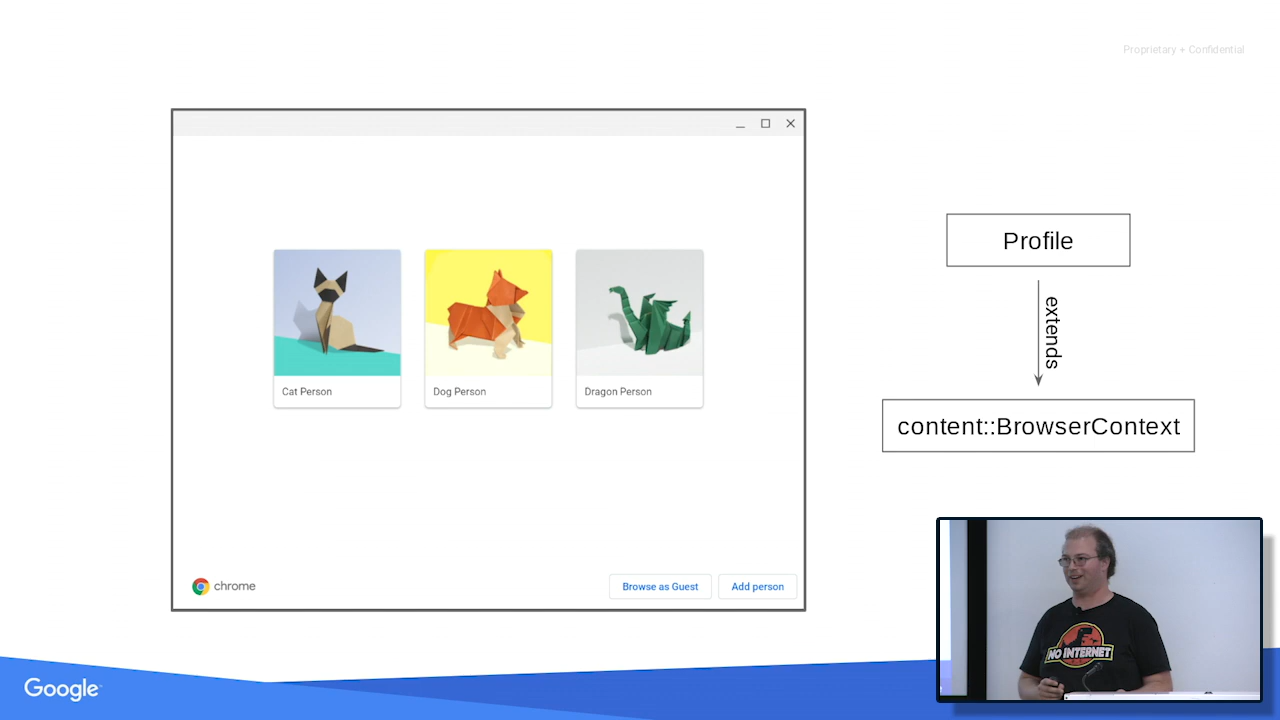 Proprietary + Confidential
Cat Person
Dog Person
Dragon Person
chrome
Browse as Guest
Add person
Profile
extends
content::BrowserContext
NO INTERNET
Google